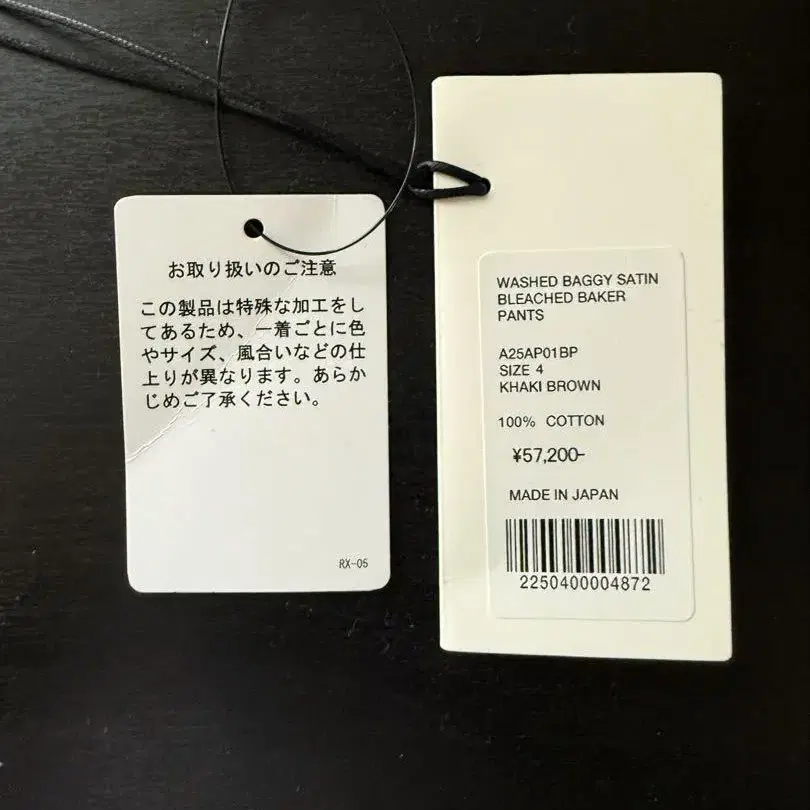 お取り扱いのご注意
この製品は特殊な加工をし
てあるため、一着ごとに色
やサイズ、風合いなどの仕
上りが異なります。あらか
じめご了承ください。
RX-05
WASHED BAGGY SATIN
BLEACHED BAKER
PANTS
A25AP01BP
SIZE 4
KHAKI BROWN
100% COTTON
¥57,200-
MADE IN JAPAN
2250400004872